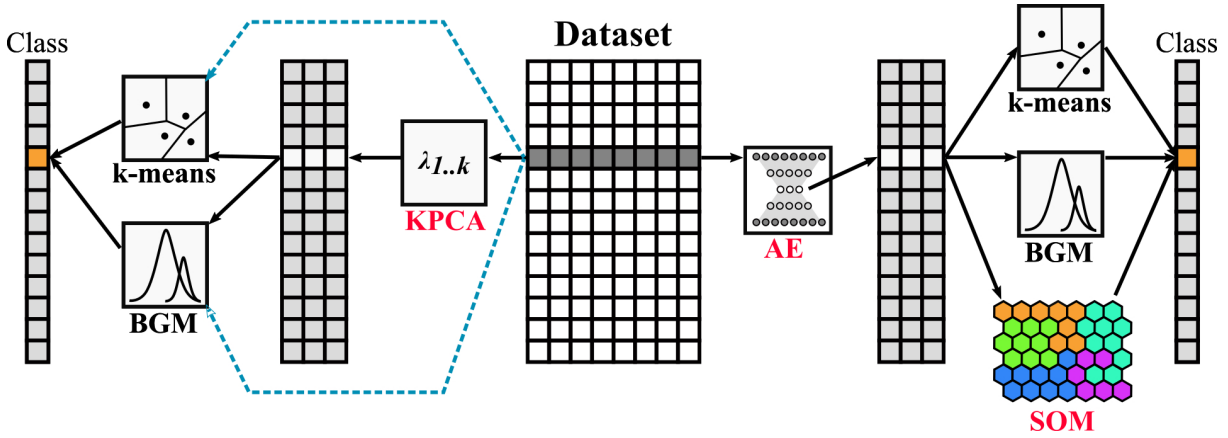 Dataset
Class
k-means
BGM
λ1..k
KPCA
AE
k-means
BGM
SOM
Class